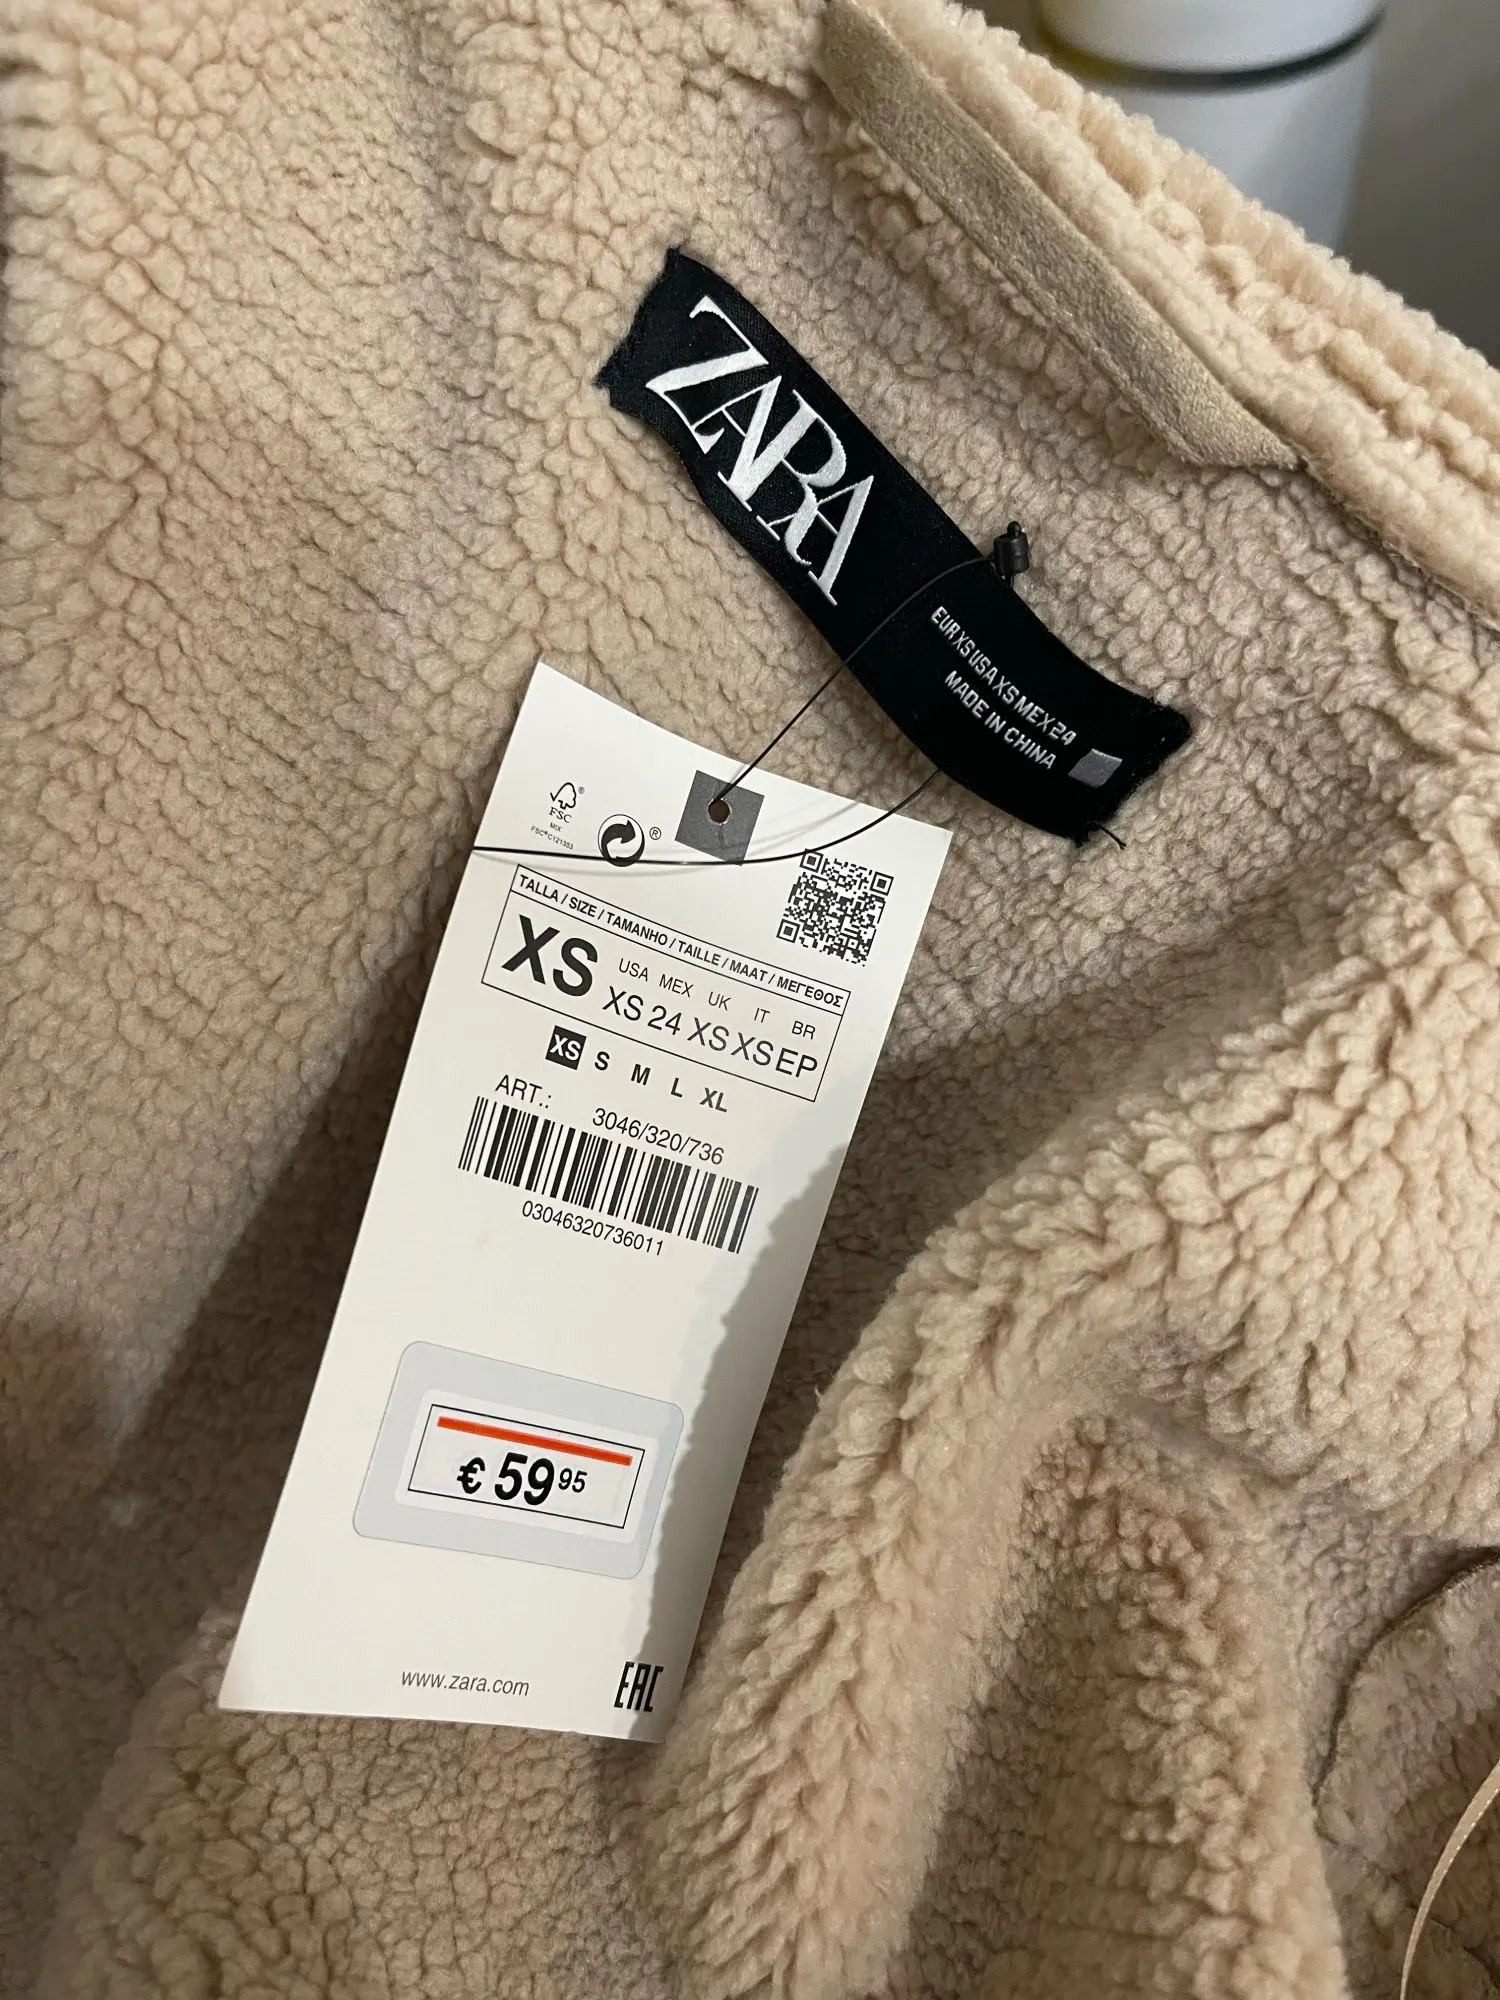 ZARA
EUR XS USA XS MEX 24
MADE IN CHINA
FSC®
MIX
FSC® C121353
®
TALLA / SIZE / TAMANHO / TAILLE / MAAT / ΜΕΓΕΘΟΣ
XS
USA MEX UK IT BR
XS 24 XS XS EP
XS S M L XL
ART.:
3046/320/736
03046320736011
€ 59 95
www.zara.com
EAC